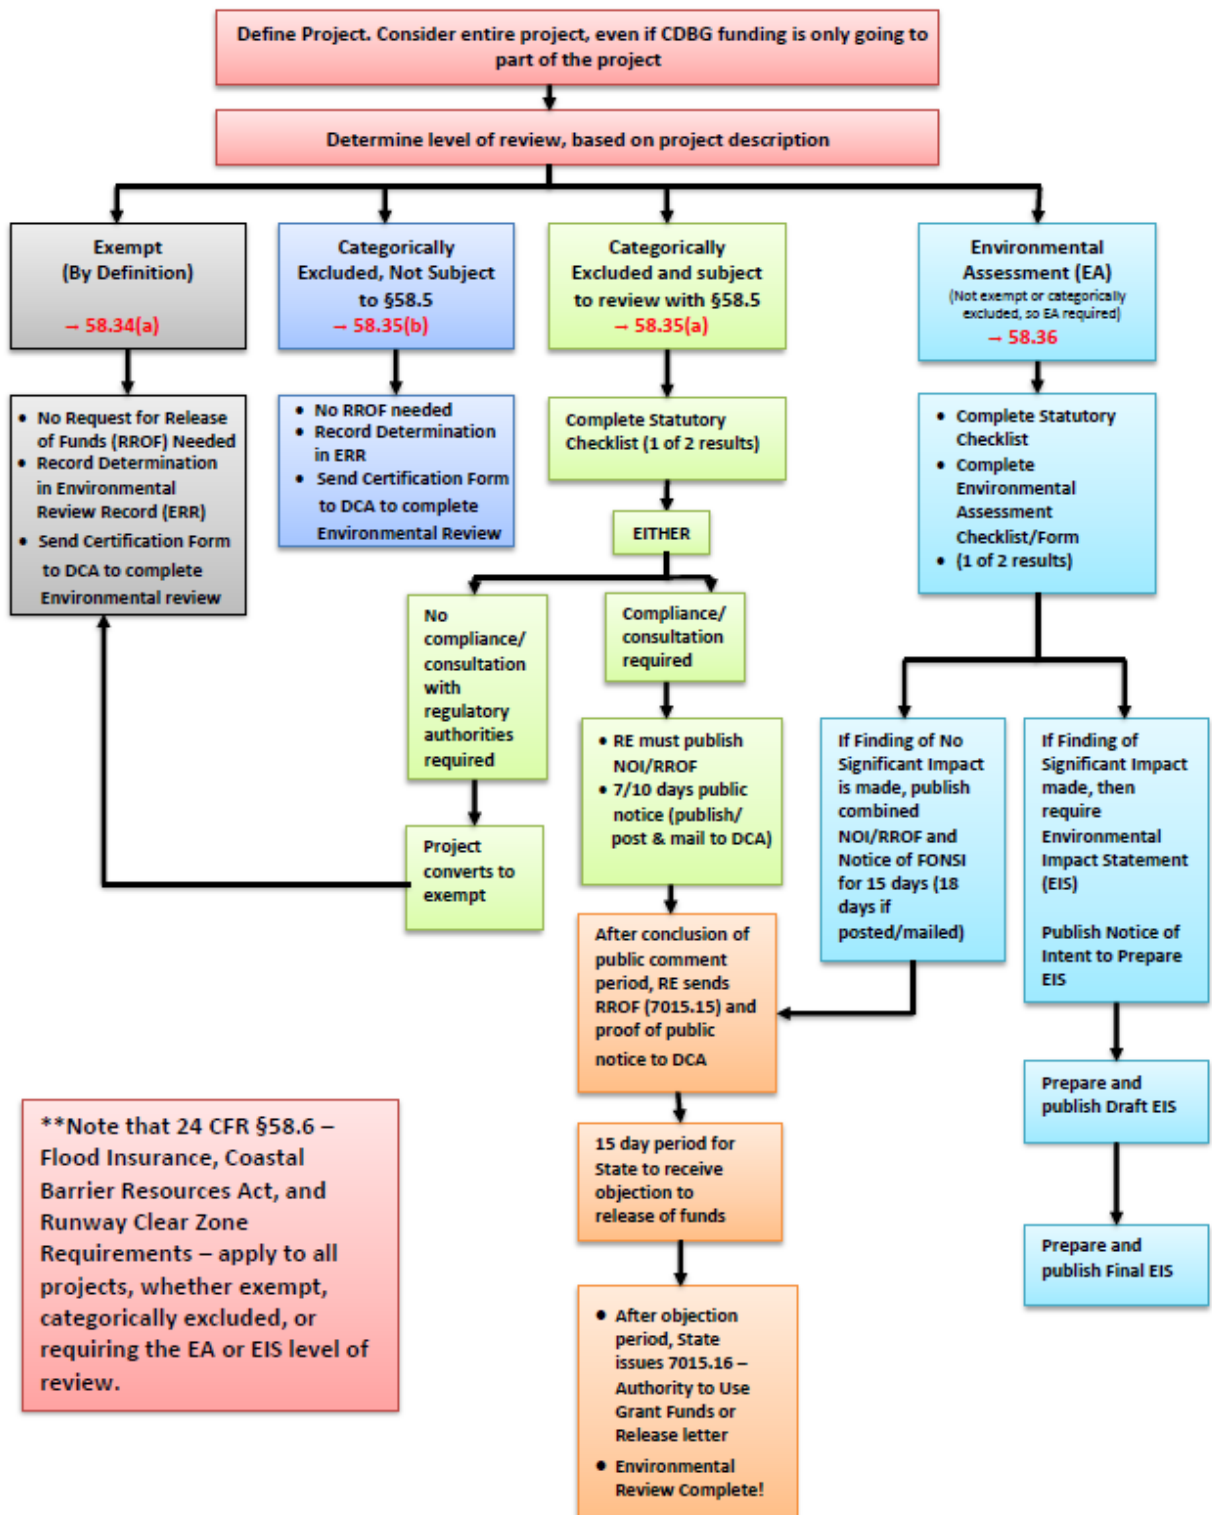 Define Project. Consider entire project, even if CDBG funding is only going to
part of the project
Determine level of review, based on project description
Exempt
(By Definition)
→ 58.34(a)
Categorically
Excluded, Not Subject
to §58.5
→ 58.35(b)
Categorically
Excluded and subject
to review with §58.5
→ 58.35(a)
Environmental
Assessment (EA)
(Not exempt or categorically
excluded, so EA required)
→ 58.36
• No Request for Release
of Funds (RROF) Needed
• Record Determination
in Environmental
Review Record (ERR)
• Send Certification Form
to DCA to complete
Environmental review
• No RROF needed
• Record Determination
in ERR
• Send Certification Form
to DCA to complete
Environmental Review
Complete Statutory
Checklist (1 of 2 results)
• Complete Statutory
Checklist
• Complete
Environmental
Assessment
Checklist/Form
• (1 of 2 results)
EITHER
No
compliance/
consultation
with
regulatory
authorities
required
Compliance/
consultation
required
Project
converts to
exempt
• RE must publish
NOI/RROF
• 7/10 days public
notice (publish/
post & mail to DCA)
If Finding of No
Significant Impact
is made, publish
combined
NOI/RROF and
Notice of FONSI
for 15 days (18
days if
posted/mailed)
If Finding of
Significant Impact
made, then
require
Environmental
Impact Statement
(EIS)
Publish Notice of
Intent to Prepare
EIS
After conclusion of
public comment
period, RE sends
RROF (7015.15) and
proof of public
notice to DCA
Prepare and
publish Draft EIS
15 day period for
State to receive
objection to
release of funds
Prepare and
publish Final EIS
• After objection
period, State
issues 7015.16 –
Authority to Use
Grant Funds or
Release letter
• Environmental
Review Complete!
**Note that 24 CFR §58.6 –
Flood Insurance, Coastal
Barrier Resources Act, and
Runway Clear Zone
Requirements – apply to all
projects, whether exempt,
categorically excluded, or
requiring the EA or EIS level of
review.